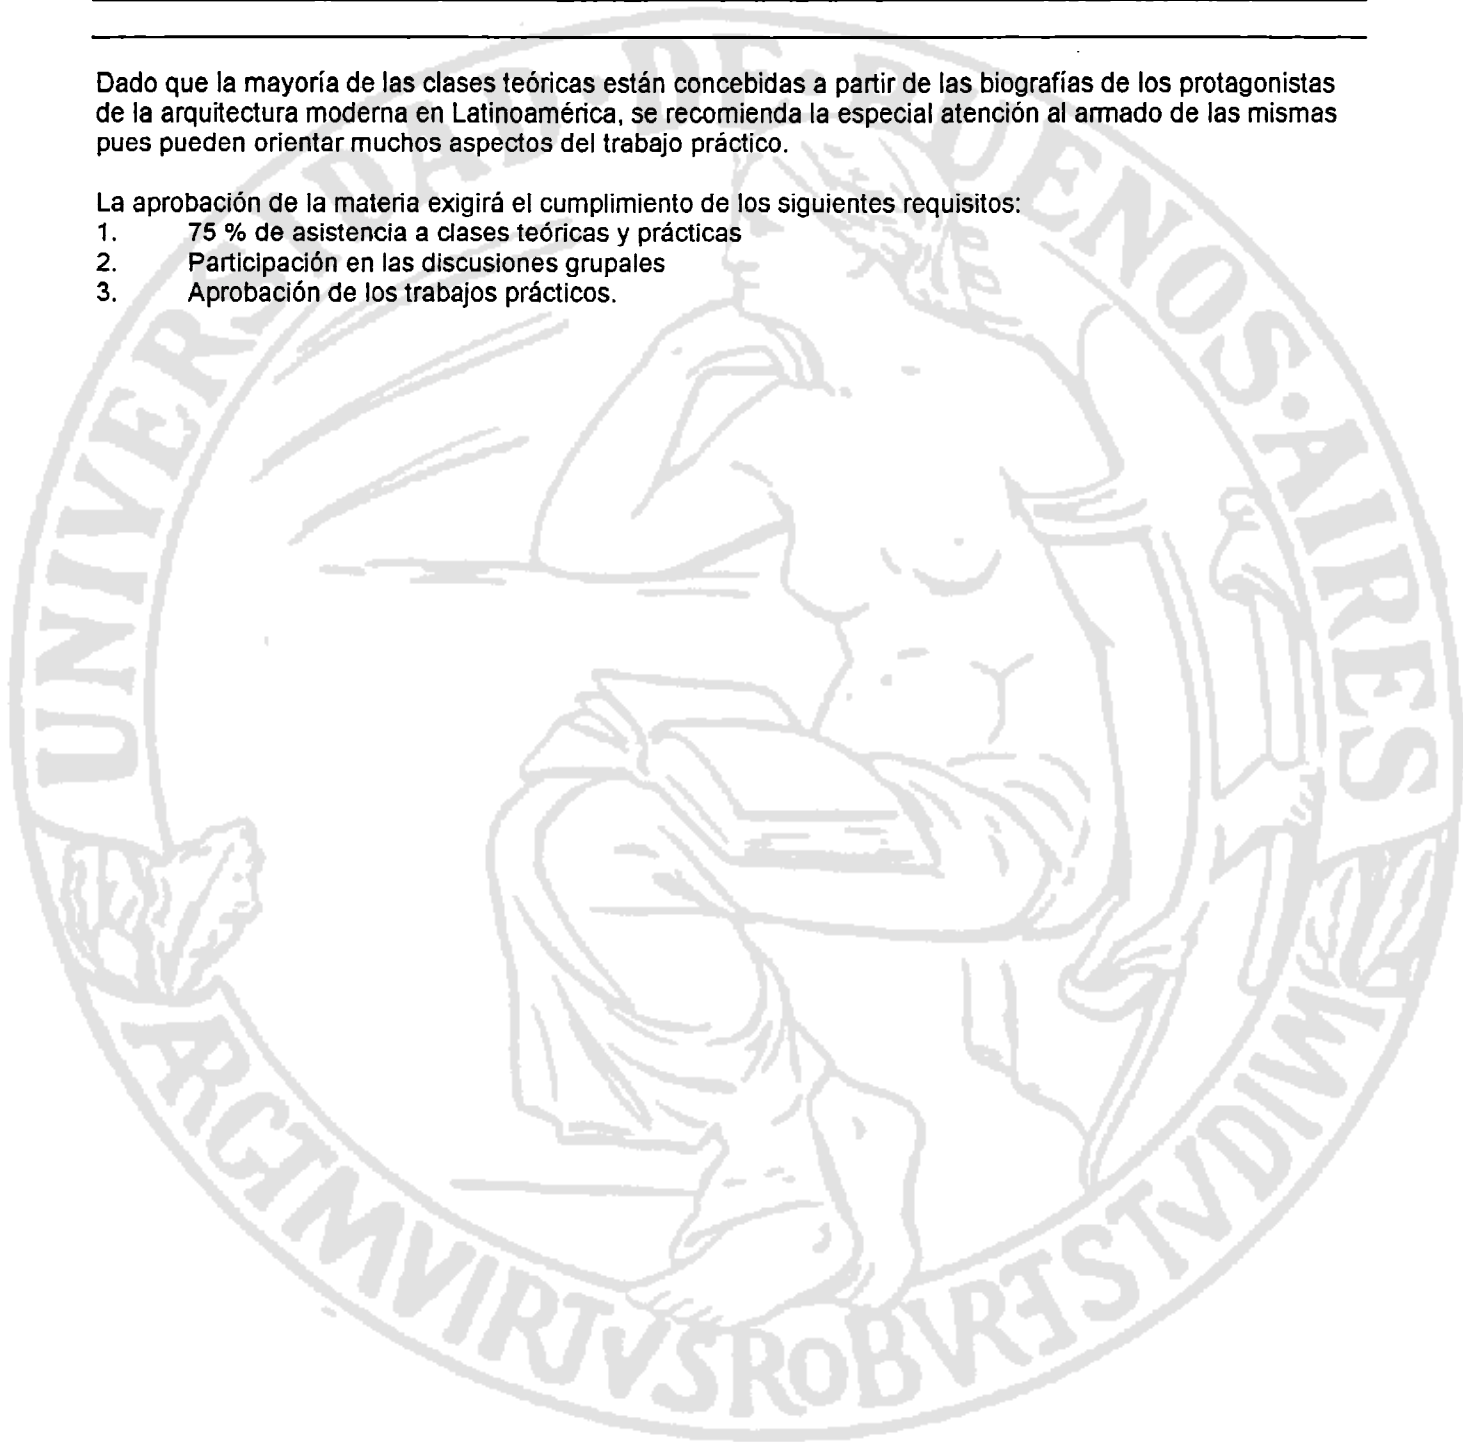 Dado que la mayoría de las clases teóricas están concebidas a partir de las biografías de los protagonistas
de la arquitectura moderna en Latinoamérica, se recomienda la especial atención al armado de las mismas
pues pueden orientar muchos aspectos del trabajo práctico.
La aprobación de la materia exigirá el cumplimiento de los siguientes requisitos:
1. 75 % de asistencia a clases teóricas y prácticas
2. Participación en las discusiones grupales
3. Aprobación de los trabajos prácticos.
UNIVERSIDAD·DE·BUENOS·AIRES
ARGTMVIRTVSROBVRETSTVDIVM